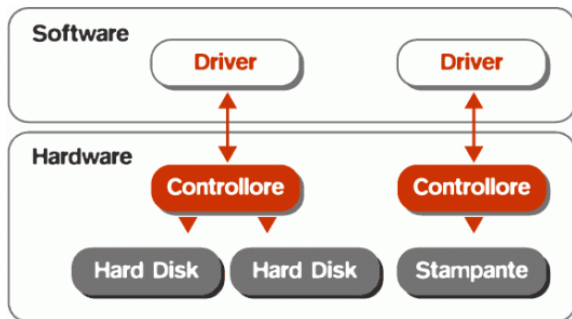 Software
Driver Driver
Hardware
Controllore Controllore
Hard Disk Hard Disk Stampante